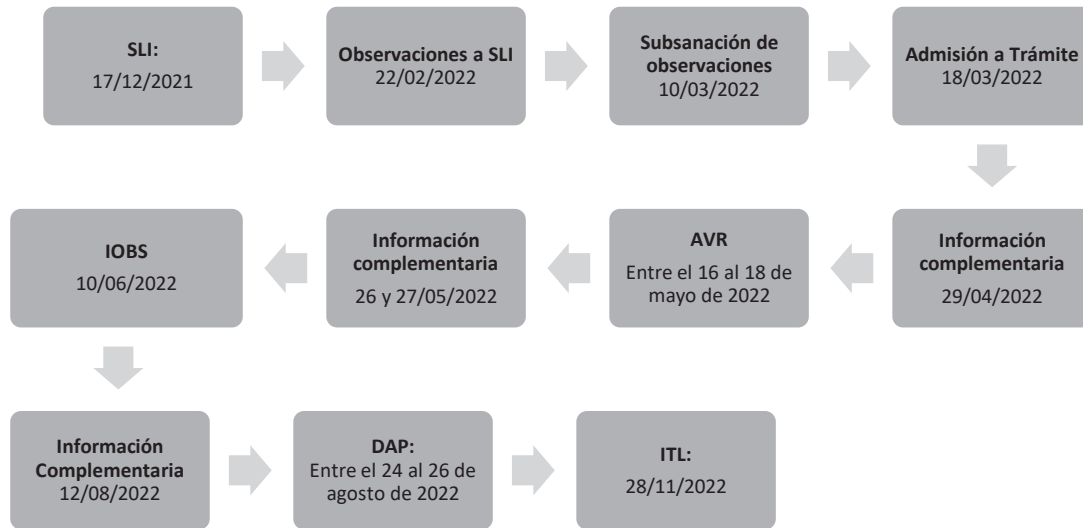 SLI:
17/12/2021
Observaciones a SLI
22/02/2022
Subsanación de
observaciones
10/03/2022
Admisión a Trámite
18/03/2022
Información
complementaria
29/04/2022
AVR
Entre el 16 al 18 de
mayo de 2022
Información
complementaria
26 y 27/05/2022
IOBS
10/06/2022
Información
Complementaria
12/08/2022
DAP:
Entre el 24 al 26 de
agosto de 2022
ITL:
28/11/2022